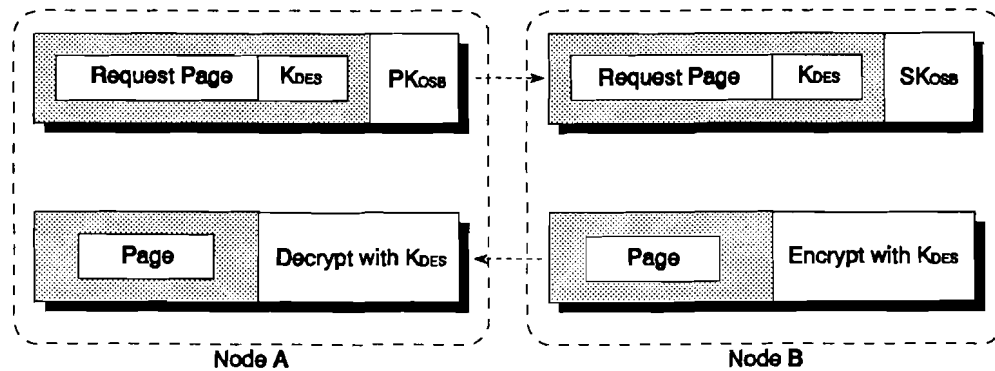 Request Page KDES PKOSB
Request Page KDES SKOSB
Page Decrypt with KDES
Page Encrypt with KDES
Node A
Node B